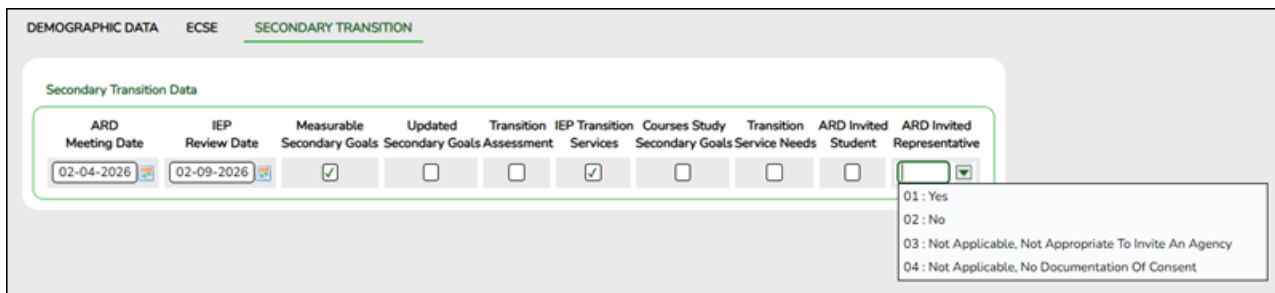 DEMOGRAPHIC DATA ECSE SECONDARY TRANSITION
Secondary Transition Data
ARD IEP Measurable Updated Transition IEP Transition Courses Study Transition ARD Invited ARD Invited
Meeting Date Review Date Secondary Goals Secondary Goals Assessment Services Secondary Goals Service Needs Student Representative
02-04-2026 02-09-2026
01 : Yes
02 : No
03 : Not Applicable, Not Appropriate To Invite An Agency
04 : Not Applicable, No Documentation Of Consent